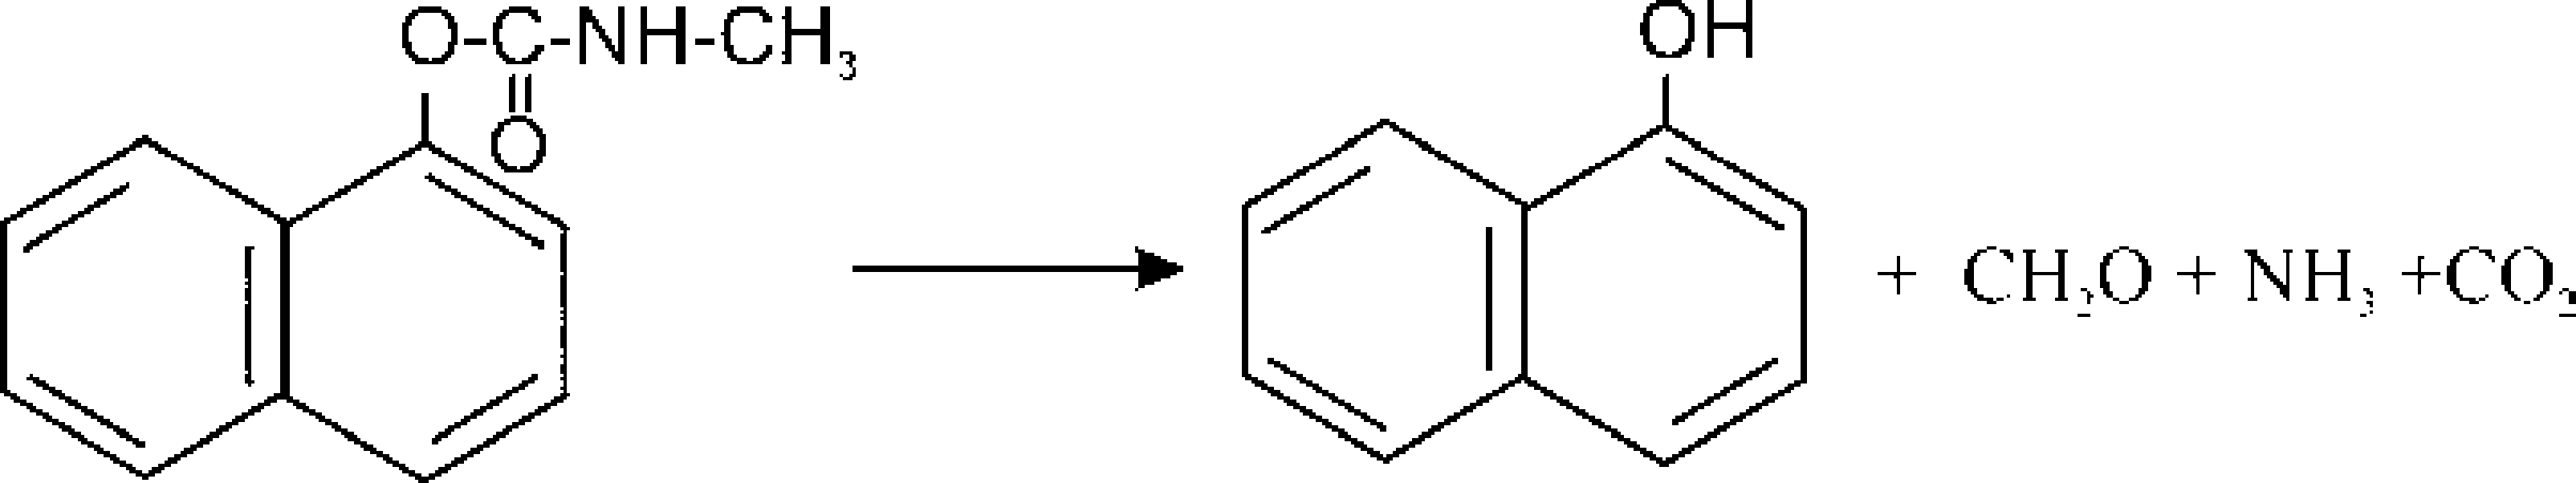 O-C-NH-CH₃
O
OH
+ CH₂O + NH₃ +CO₂